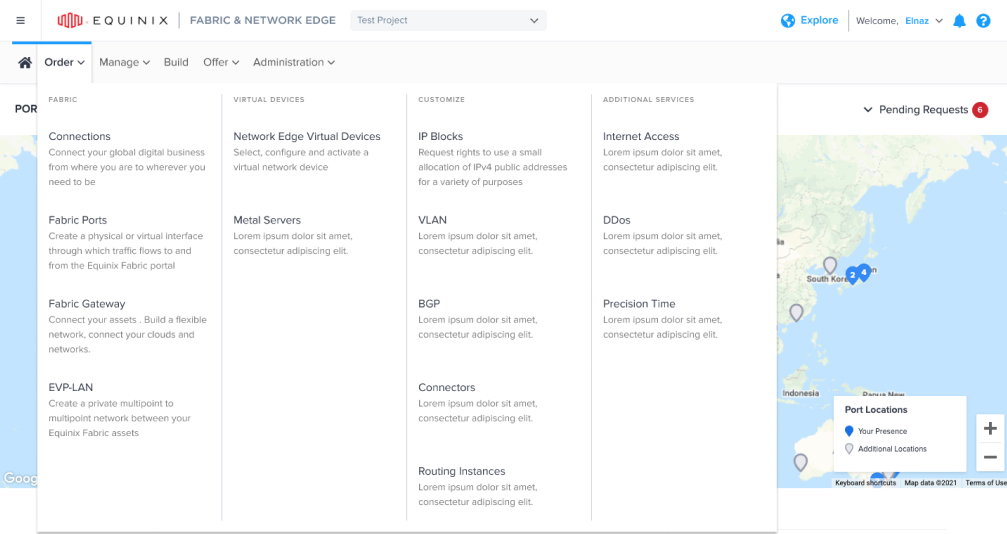 EQUINIX
FABRIC & NETWORK EDGE
Test Project
Explore
Welcome, Elnaz
?
Order
Manage
Build
Offer
Administration
POR
Pending Requests 6
FABRIC
Connections
Connect your global digital business
from where you are to wherever you
need to be
Fabric Ports
Create a physical or virtual interface
through which traffic flows to and
from the Equinix Fabric portal
Fabric Gateway
Connect your assets . Build a flexible
network, connect your clouds and
networks.
EVP-LAN
Create a private multipoint to
multipoint network between your
Equinix Fabric assets
VIRTUAL DEVICES
Network Edge Virtual Devices
Select, configure and activate a
virtual network device
Metal Servers
Lorem ipsum dolor sit amet,
consectetur adipiscing elit.
CUSTOMIZE
IP Blocks
Request rights to use a small
allocation of IPv4 public addresses
for a variety of purposes
VLAN
Lorem ipsum dolor sit amet,
consectetur adipiscing elit.
BGP
Lorem ipsum dolor sit amet,
consectetur adipiscing elit.
Connectors
Lorem ipsum dolor sit amet,
consectetur adipiscing elit.
Routing Instances
Lorem ipsum dolor sit amet,
consectetur adipiscing elit.
ADDITIONAL SERVICES
Internet Access
Lorem ipsum dolor sit amet,
consectetur adipiscing elit.
DDos
Lorem ipsum dolor sit amet,
consectetur adipiscing elit.
Precision Time
Lorem ipsum dolor sit amet,
consectetur adipiscing elit.
South Kore
2
4
Indonesia
Papua New
Port Locations
Your Presence
Additional Locations
Goog
Keyboard shortcuts
Map data ©2021
Terms of Use